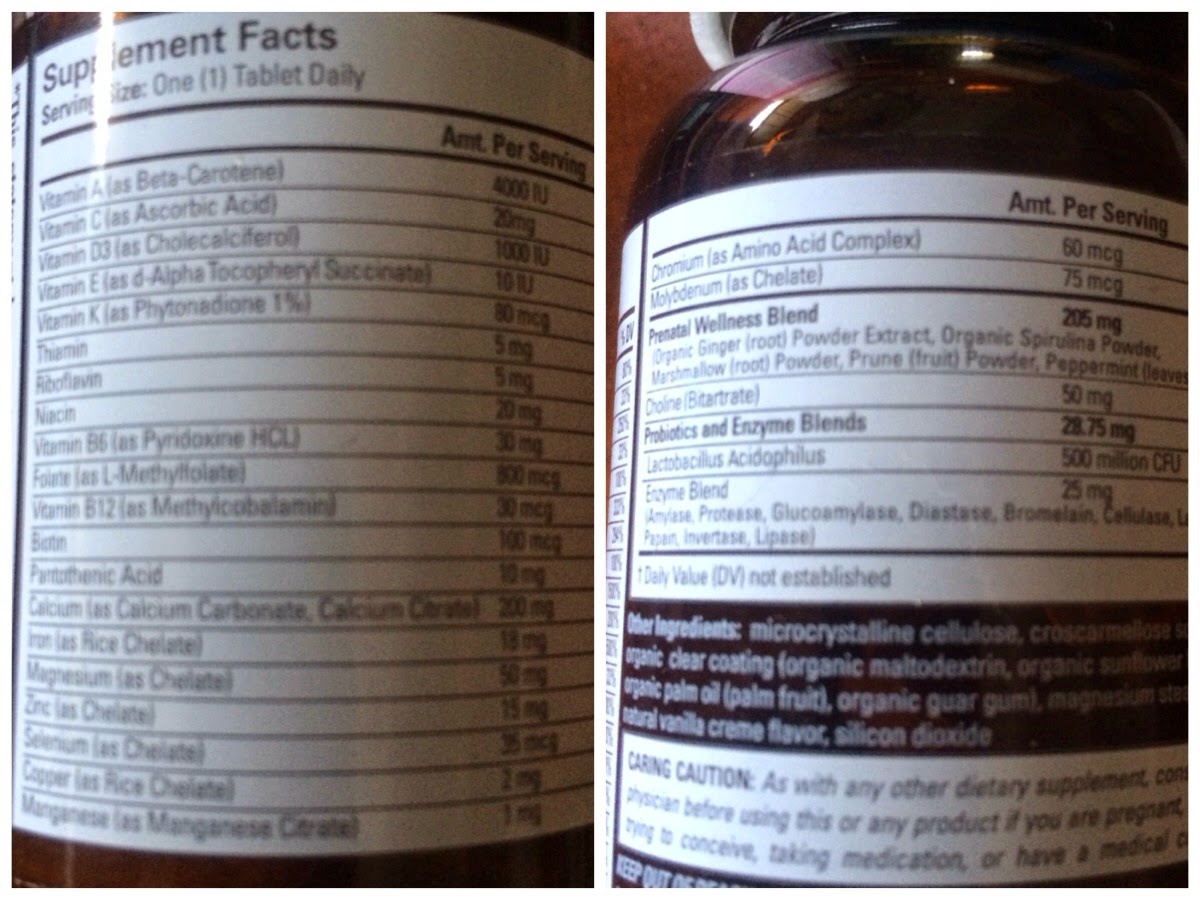 Supplement Facts
Serving Size: One (1) Tablet Daily
Amt. Per Serving
Vitamin A (as Beta-Carotene) 4000 IU
Vitamin C (as Ascorbic Acid) 20mg
Vitamin D3 (as Cholecalciferol) 1000 IU
Vitamin E (as d-Alpha Tocopheryl Succinate) 10 IU
Vitamin K (as Phytonadione 1%) 80 mcg
Thiamin 5 mg
Riboflavin 5 mg
Niacin 20 mg
Vitamin B6 (as Pyridoxine HCL) 30 mg
Folate (as L-Methylfolate) 800 mcg
Vitamin B12 (as Methylcobalamin) 30 mcg
Biotin 100 mcg
Pantothenic Acid 10 mg
Calcium (as Calcium Carbonate, Calcium Citrate) 200 mg
Iron (as Rice Chelate) 18 mg
Magnesium (as Chelate) 50 mg
Zinc (as Chelate) 15 mg
Selenium (as Chelate) 35 mcg
Copper (as Rice Chelate) 2 mg
Manganese (as Manganese Citrate) 1 mg
Amt. Per Serving
Chromium (as Amino Acid Complex) 60 mcg
Molybdenum (as Chelate) 75 mcg
Prenatal Wellness Blend 205 mg
(Organic Ginger (root) Powder Extract, Organic Spirulina Powder,
Marshmallow (root) Powder, Prune (fruit) Powder, Peppermint (leaves
Choline (Bitartrate) 50 mg
Probiotics and Enzyme Blends 28.75 mg
Lactobacillus Acidophilus 500 million CFU
Enzyme Blend 25 mg
(Amylase, Protease, Glucoamylase, Diastase, Bromelain, Cellulase, La
Papain, Invertase, Lipase)
† Daily Value (DV) not established
Other Ingredients: microcrystalline cellulose, croscarmellose so
organic clear coating (organic maltodextrin, organic sunflower
organic palm oil (palm fruit), organic guar gum), magnesium stea
natural vanilla creme flavor, silicon dioxide
CARING CAUTION: As with any other dietary supplement, cons
physician before using this or any product if you are pregnant,
trying to conceive, taking medication, or have a medical c
KEEP OUT OF REAC